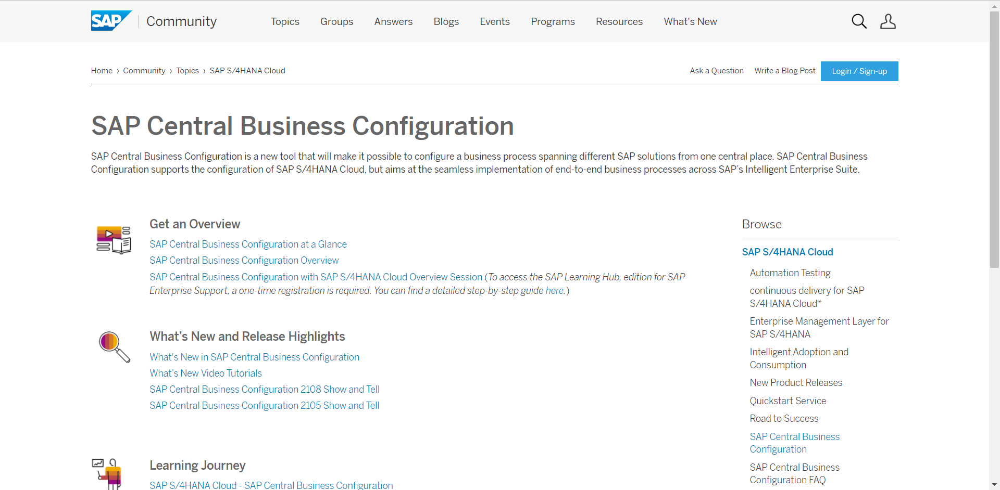 SAP Community Topics Groups Answers Blogs Events Programs Resources What's New
Home › Community › Topics › SAP S/4HANA Cloud Ask a Question Write a Blog Post Login / Sign-up
SAP Central Business Configuration
SAP Central Business Configuration is a new tool that will make it possible to configure a business process spanning different SAP solutions from one central place. SAP Central Business
Configuration supports the configuration of SAP S/4HANA Cloud, but aims at the seamless implementation of end-to-end business processes across SAP’s Intelligent Enterprise Suite.
Get an Overview
SAP Central Business Configuration at a Glance
SAP Central Business Configuration Overview
SAP Central Business Configuration with SAP S/4HANA Cloud Overview Session (To access the SAP Learning Hub, edition for SAP
Enterprise Support, a one-time registration is required. You can find a detailed step-by-step guide here.)
What’s New and Release Highlights
What's New in SAP Central Business Configuration
What’s New Video Tutorials
SAP Central Business Configuration 2108 Show and Tell
SAP Central Business Configuration 2105 Show and Tell
Learning Journey
SAP S/4HANA Cloud - SAP Central Business Configuration
Browse
SAP S/4HANA Cloud
Automation Testing
continuous delivery for SAP
S/4HANA Cloud*
Enterprise Management Layer for
SAP S/4HANA
Intelligent Adoption and
Consumption
New Product Releases
Quickstart Service
Road to Success
SAP Central Business
Configuration
SAP Central Business
Configuration FAQ